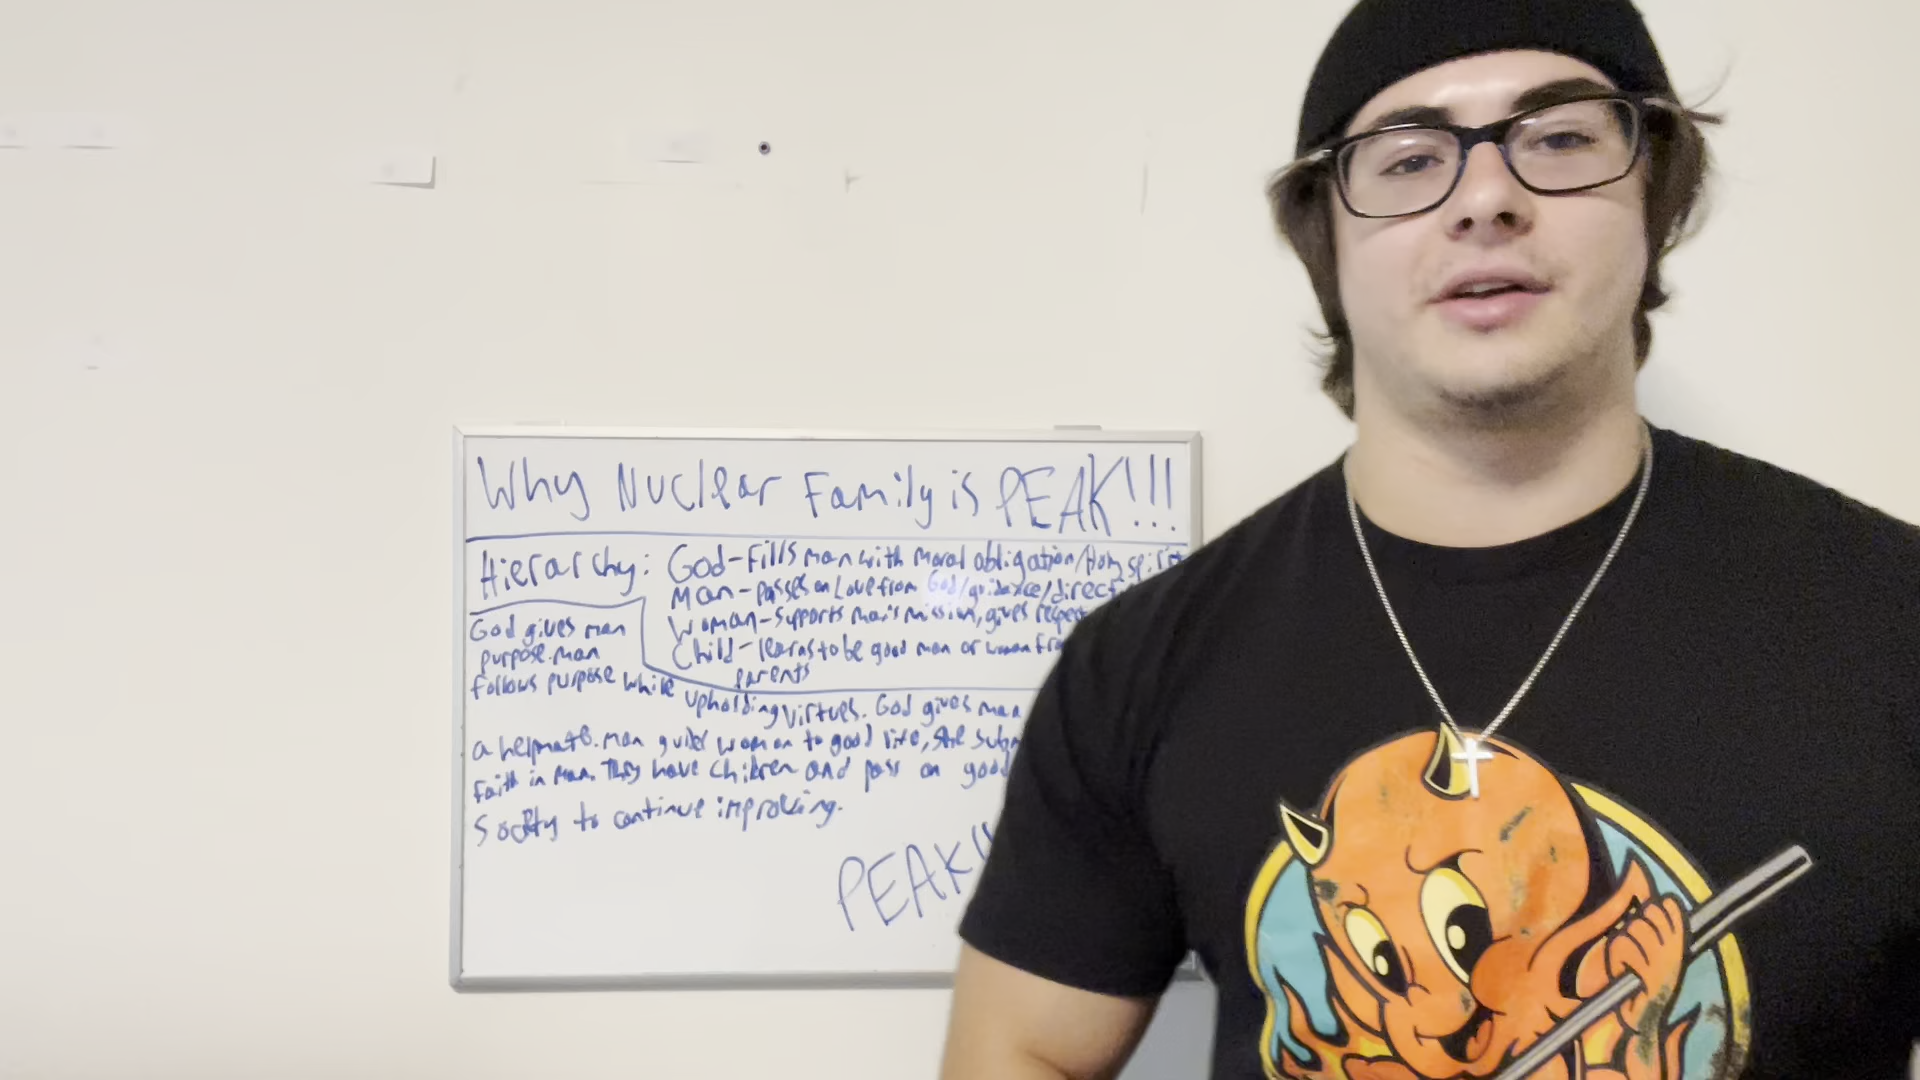 Why Nuclear Family is PEAK!!!
Hierarchy: God-Fills man with Moral obligation/Holy spirit
Man-passes on Love from God/guidance/direct
Woman-Supports man's mission, gives respect
Child-learns to be good man or woman from
parents
God gives man
purpose. man
follows purpose while
upholding virtues. God gives man
a helpmate. man guides woman to good life, she
faith in man. They have children and pass on good
Society to continue improving.
PEAK!!